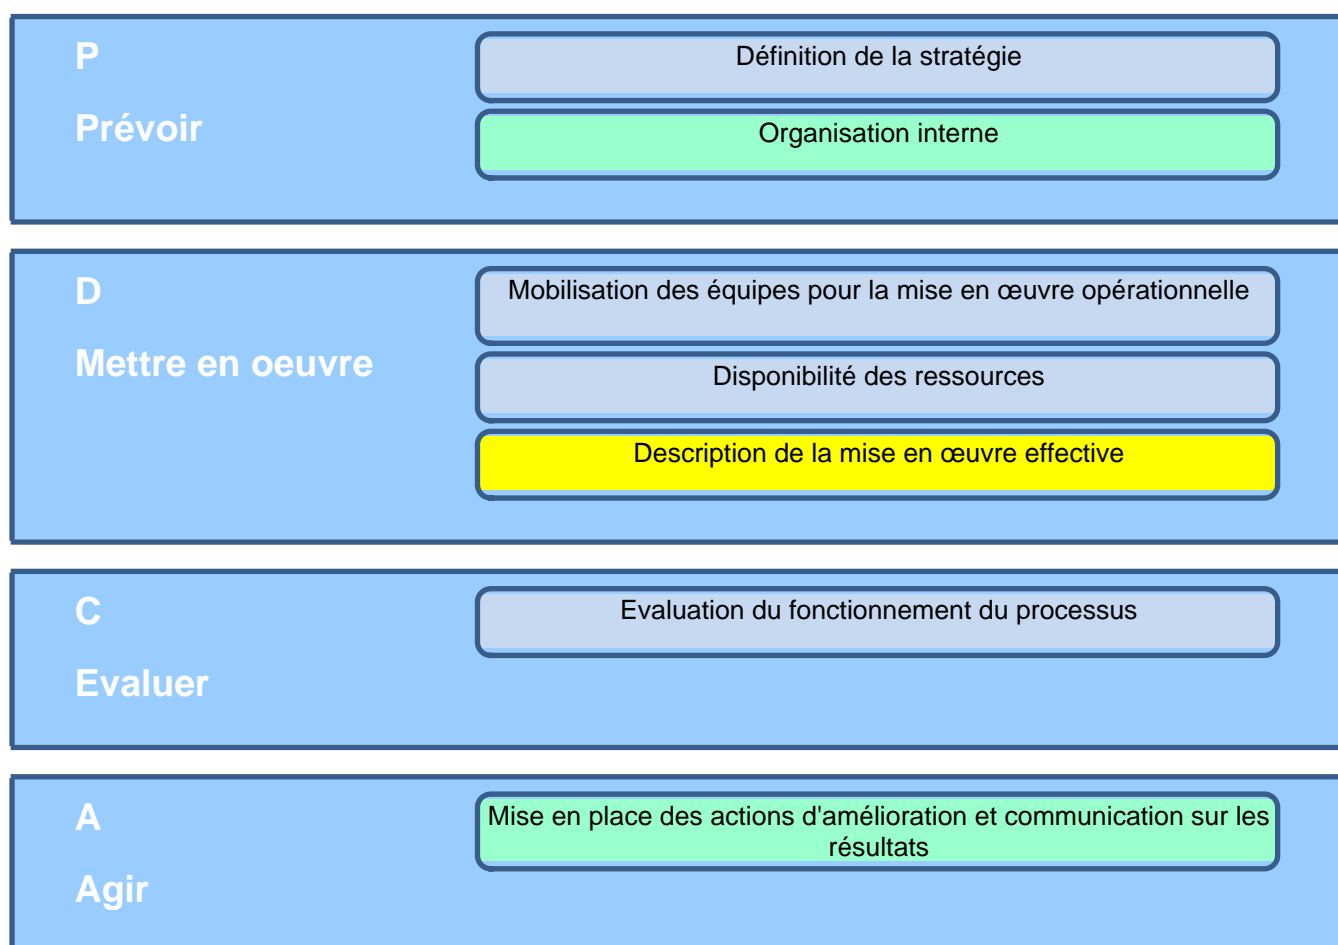 P
Prévoir
Définition de la stratégie
Organisation interne
D
Mettre en oeuvre
Mobilisation des équipes pour la mise en œuvre opérationnelle
Disponibilité des ressources
Description de la mise en œuvre effective
C
Evaluer
Evaluation du fonctionnement du processus
A
Agir
Mise en place des actions d'amélioration et communication sur les
résultats